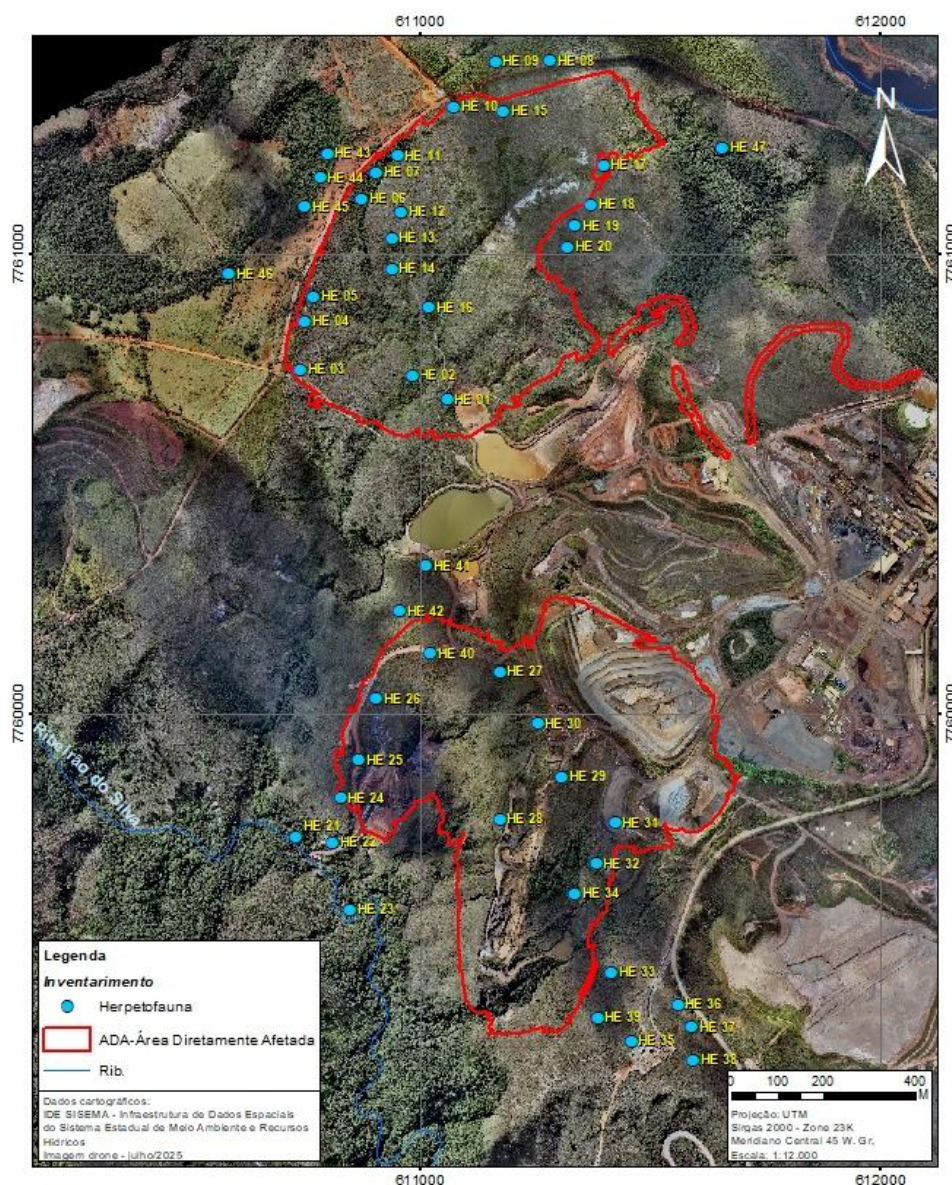 611000
612000
HE 09
HE 08
HE 10
HE 15
N
HE 43
HE 11
HE 47
HE 44
HE 07
HE 17
HE 45
HE 06
HE 12
HE 18
HE 13
HE 19
HE 20
7761000
7761000
HE 46
HE 14
HE 05
HE 16
HE 04
HE 03
HE 02
HE 01
HE 41
HE 42
HE 40
HE 27
HE 26
7760000
7760000
HE 30
Ribeirão do Silva
HE 25
HE 29
HE 24
HE 28
HE 31
HE 21
HE 22
HE 32
HE 34
HE 23
HE 33
HE 36
HE 39
HE 37
HE 35
HE 38
Legenda
Inventarimento
Herpetofauna
ADA-Área Diretamente Afetada
Rib.
Dados cartográficos:
IDE SISEMA - Infraestrutura de Dados Espaciais
do Sistema Estadual de Meio Ambiente e Recursos
Hídricos
Imagem drone - julho/2025
0 100 200 400
M
Projeção: UTM
Sirgas 2000 - Zone 23K
Meridiano Central 45 W. Gr,
Escala: 1:12.000
611000
612000